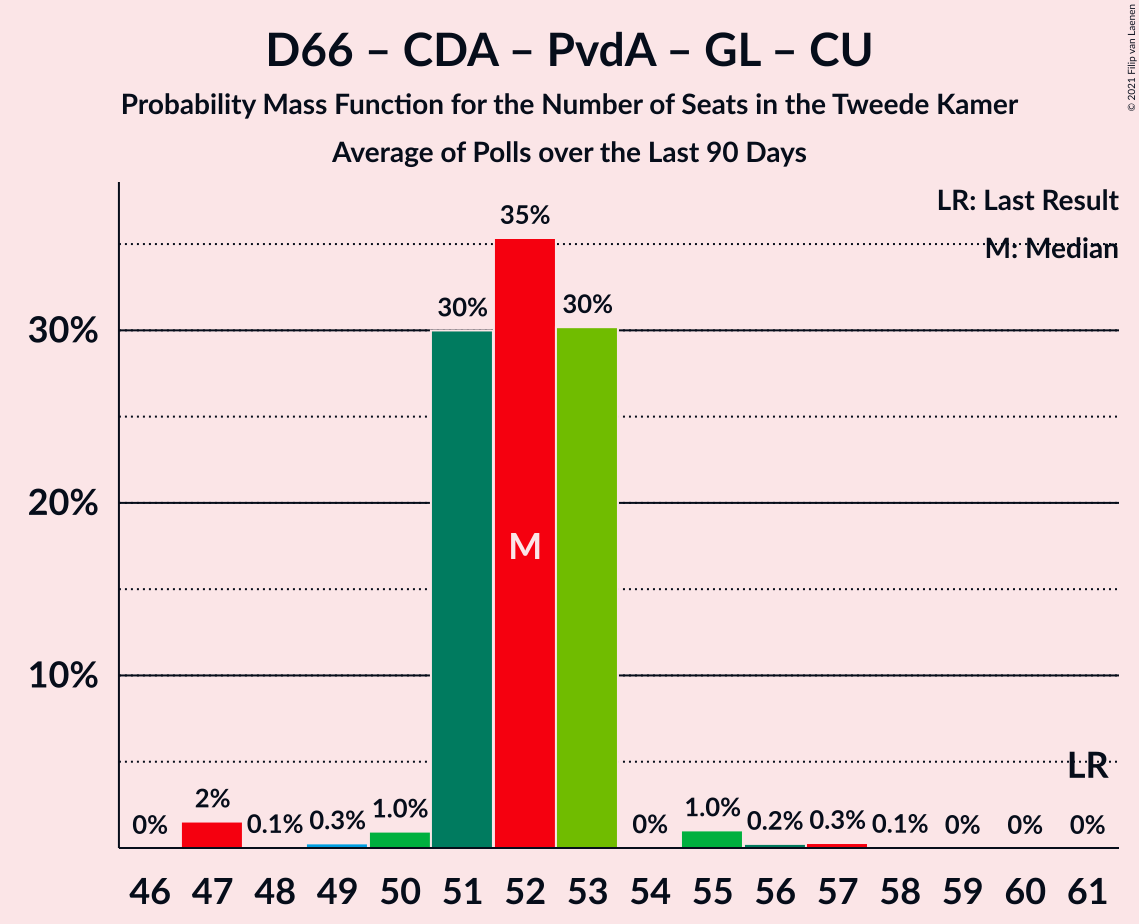 D66 – CDA – PvdA – GL – CU
Probability Mass Function for the Number of Seats in the Tweede Kamer
Average of Polls over the Last 90 Days
© 2021 Filip van Laenen
LR: Last Result
M: Median
35%
30% 30%
30%
20%
M
10%
LR
0% 2% 0.1% 0.3% 1.0% 0% 1.0% 0.2% 0.3% 0.1% 0% 0% 0%
46 47 48 49 50 51 52 53 54 55 56 57 58 59 60 61